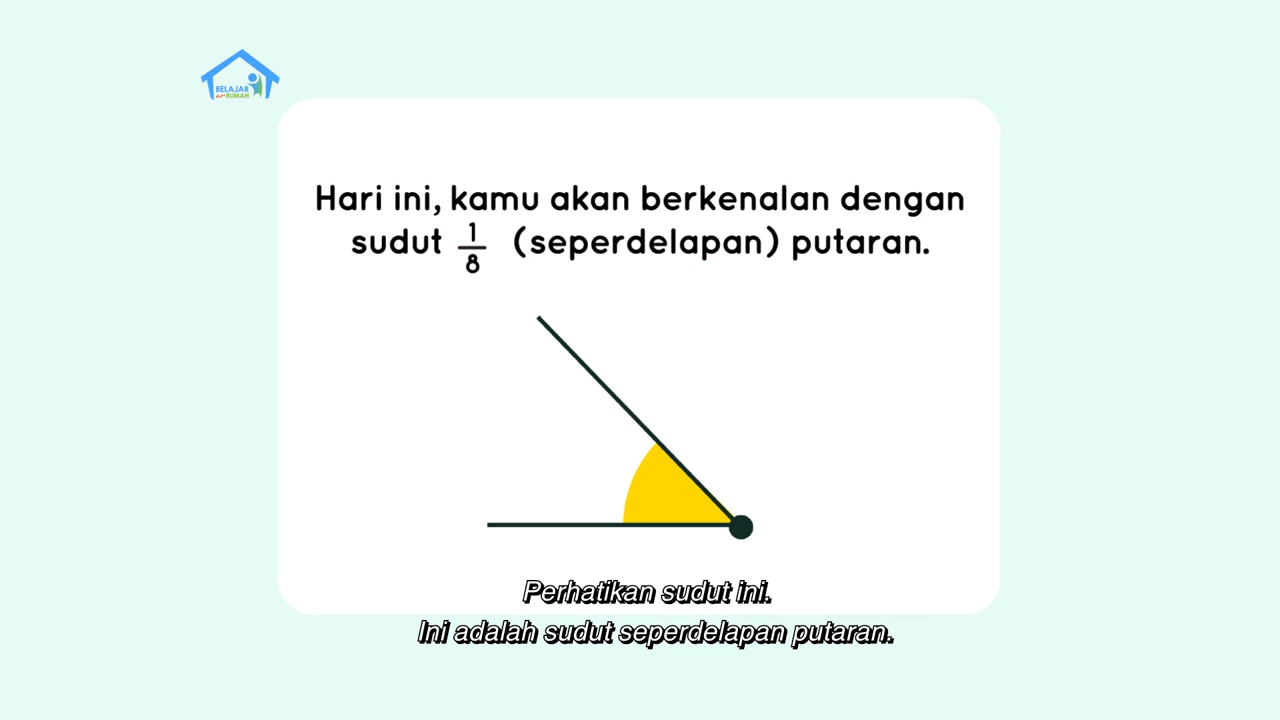 BELAJAR
dari RUMAH
Hari ini, kamu akan berkenalan dengan
sudut 1/8 (seperdelapan) putaran.
Perhatikan sudut ini.
Ini adalah sudut seperdelapan putaran.